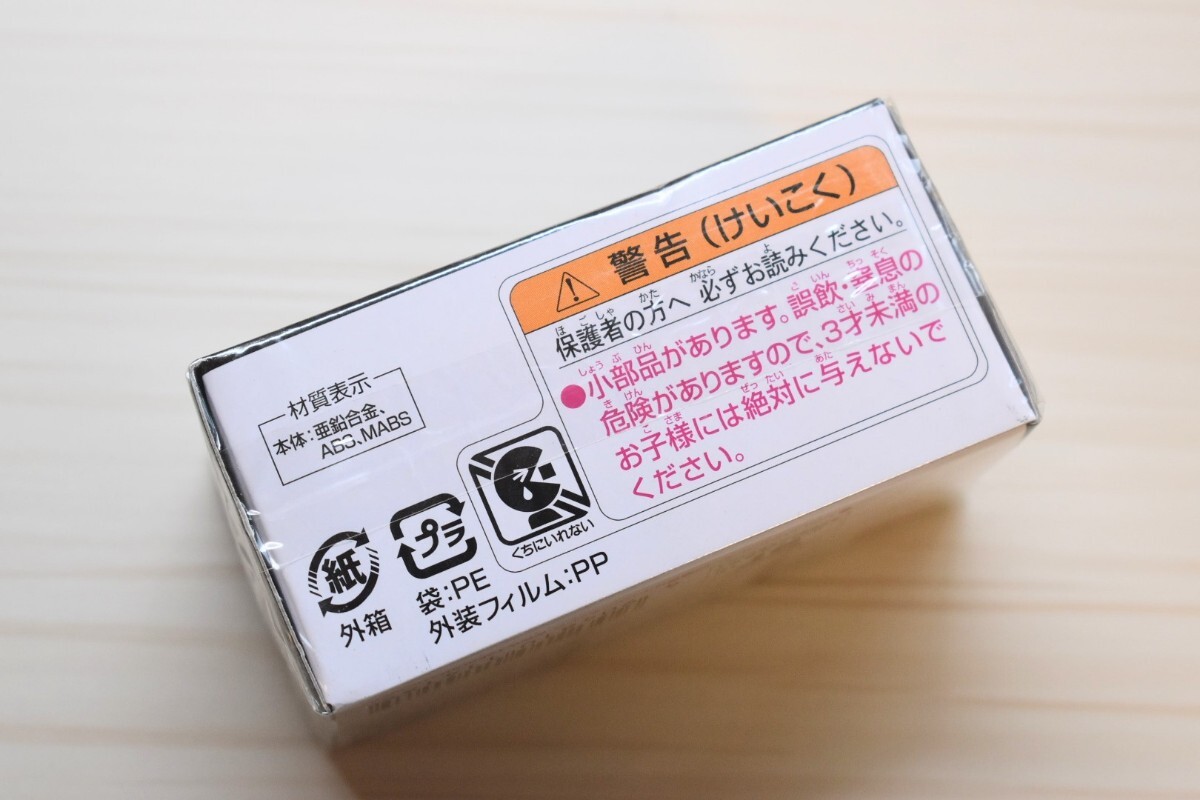 警告(けいこく)
保護者の方へ 必ずお読みください。
●小部品があります。誤飲・窒息の
危険がありますので、3才未満の
お子様には絶対に与えないで
ください。
材質表示
本体:亜鉛合金、
ABS、MABS
くちにいれない
紙
外箱
プラ
袋:PE
外装フィルム:PP